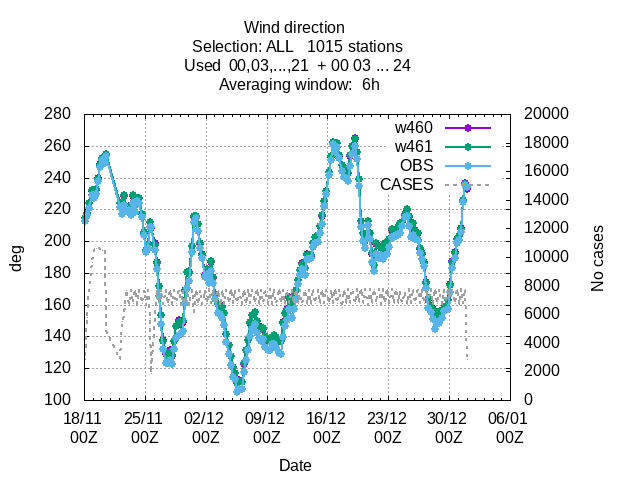 Wind direction
Selection: ALL   1015 stations
Used  00,03,...,21  + 00 03 ... 24
Averaging window:  6h
280 20000
260 18000
240 16000
220 14000
200 12000
180 10000
160 8000
140 6000
120 4000
100 2000
0
w460
w461
OBS
CASES
deg
No cases
18/11 25/11 02/12 09/12 16/12 23/12 30/12 06/01
00Z 00Z 00Z 00Z 00Z 00Z 00Z 00Z
Date